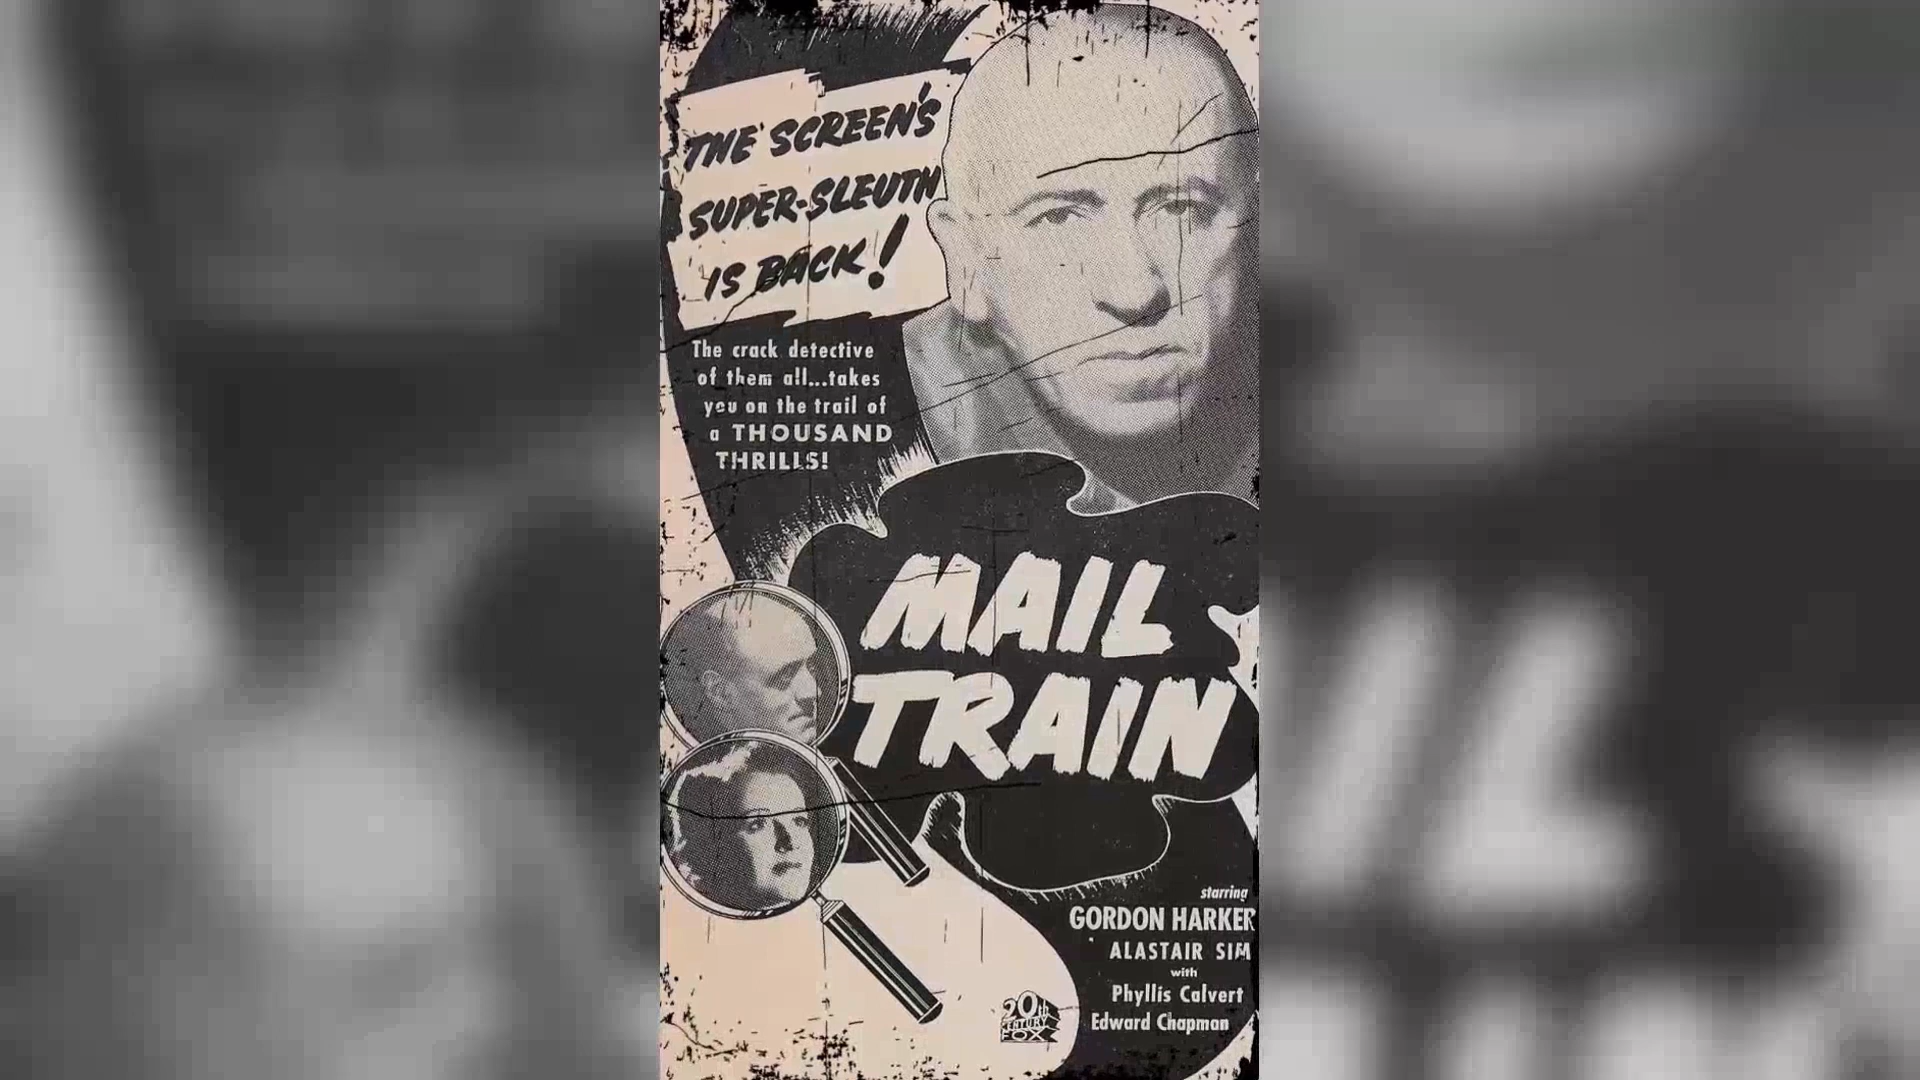 THE SCREEN'S
SUPER-SLEUTH
IS BACK!
The crack detective
of them all...takes
you on the trail of
a THOUSAND
THRILLS!
MAIL
TRAIN
starring
GORDON HARKER
ALASTAIR SIM
with
Phyllis Calvert
Edward Chapman
20th
CENTURY
FOX